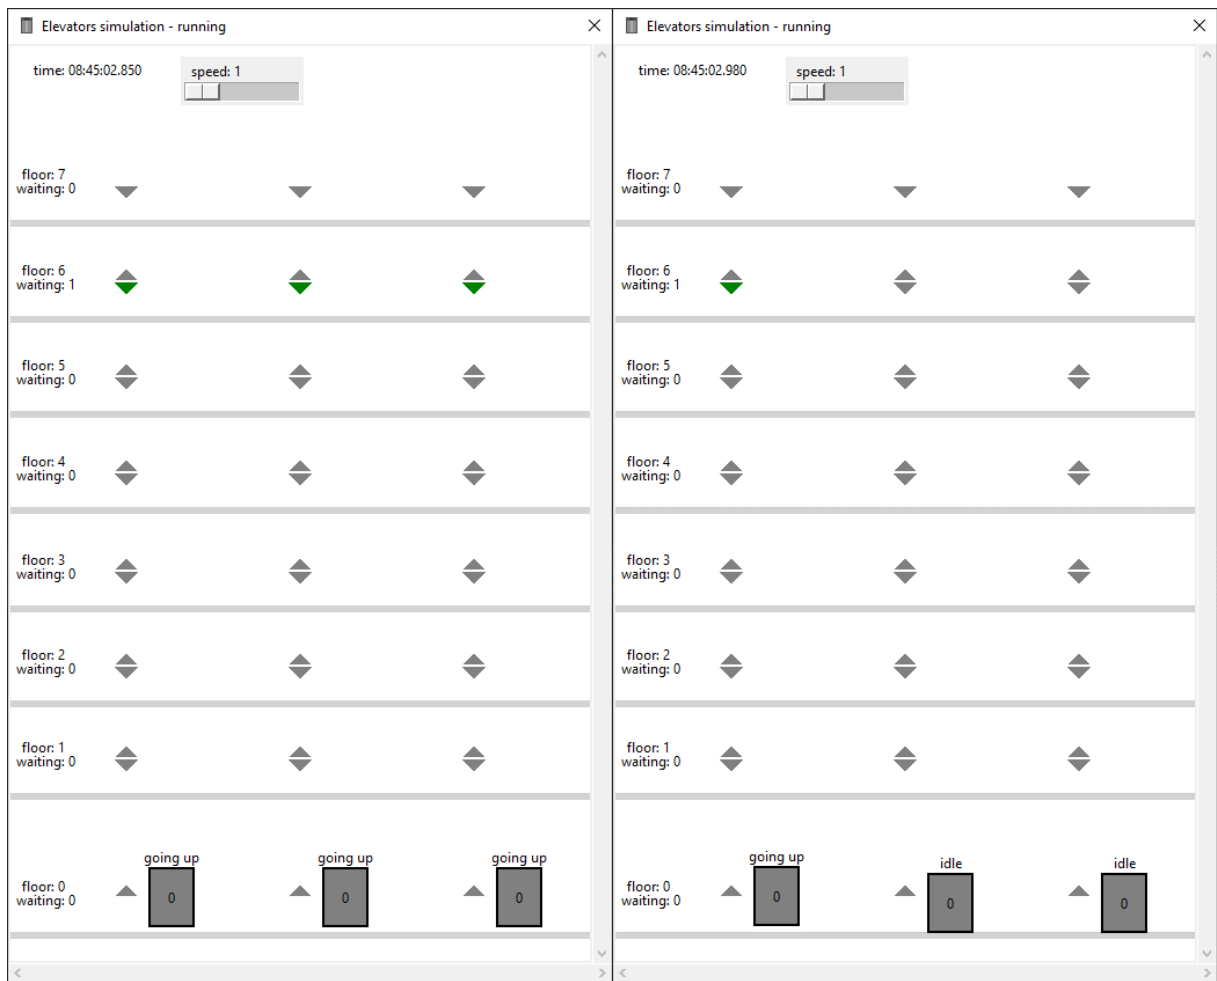 Elevators simulation - running
time: 08:45:02.850
speed: 1
floor: 7
waiting: 0
floor: 6
waiting: 1
floor: 5
waiting: 0
floor: 4
waiting: 0
floor: 3
waiting: 0
floor: 2
waiting: 0
floor: 1
waiting: 0
going up
going up
going up
floor: 0
waiting: 0
0
0
0
Elevators simulation - running
time: 08:45:02.980
speed: 1
floor: 7
waiting: 0
floor: 6
waiting: 1
floor: 5
waiting: 0
floor: 4
waiting: 0
floor: 3
waiting: 0
floor: 2
waiting: 0
floor: 1
waiting: 0
going up
idle
idle
floor: 0
waiting: 0
0
0
0